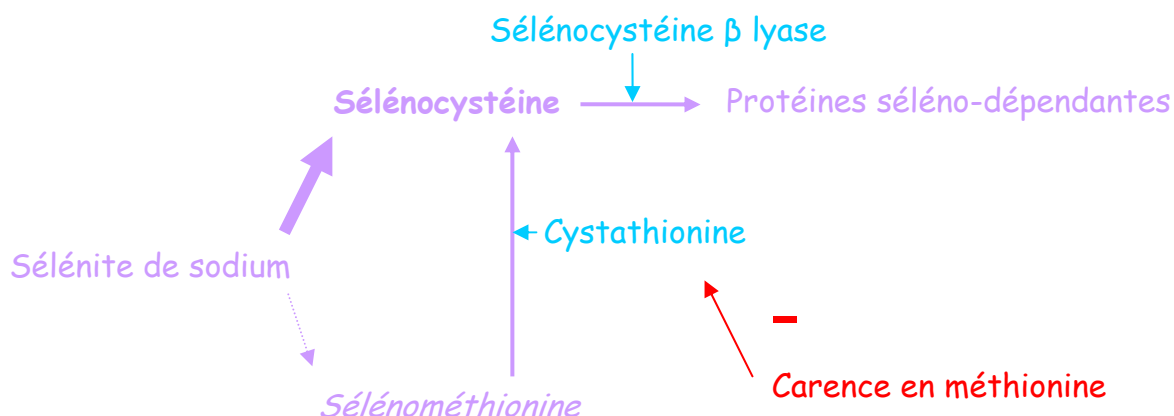 Sélénocystéine β lyase
Sélénocystéine
Protéines séléno-dépendantes
Cystathionine
Sélénite de sodium
–
Carence en méthionine
Sélénométhionine